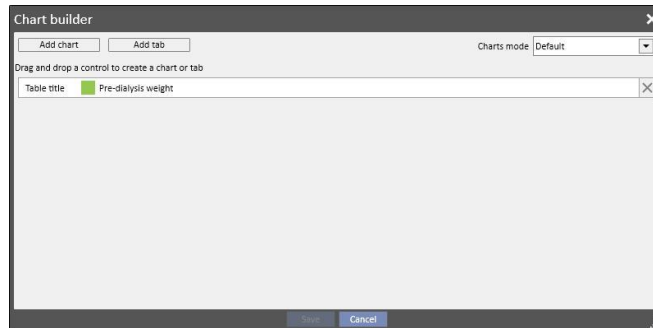 Chart builder
Add chart Add tab Charts mode Default
Drag and drop a control to create a chart or tab
Table title Pre-dialysis weight
Save Cancel